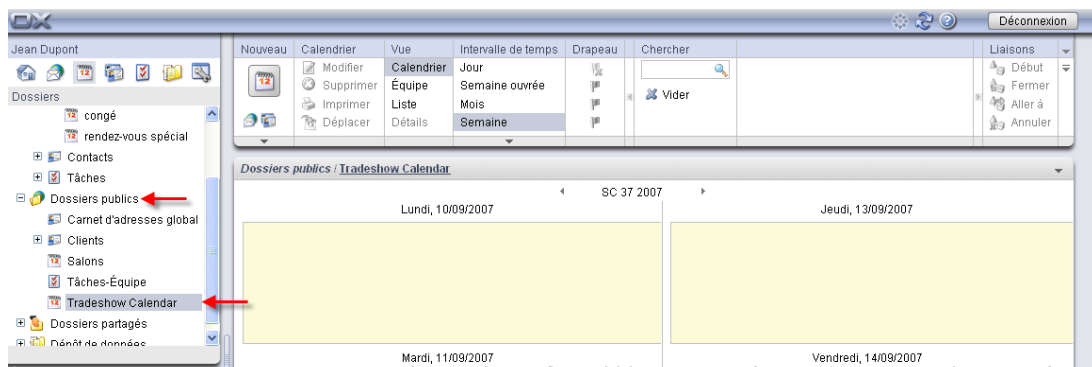 OX
Déconnexion
Jean Dupont
Dossiers
congé
rendez-vous spécial
Contacts
Tâches
Dossiers publics
Carnet d'adresses global
Clients
Salons
Tâches-Équipe
Tradeshow Calendar
Dossiers partagés
Dépôt de données
Nouveau Calendrier Vue Intervalle de temps Drapeau Chercher Liaisons
Modifier Calendrier Jour Début
Supprimer Équipe Semaine ouvrée Vider Fermer
Imprimer Liste Mois Aller à
Déplacer Détails Semaine Annuler
Dossiers publics / Tradeshow Calendar
SC 37 2007
Lundi, 10/09/2007 Jeudi, 13/09/2007
Mardi, 11/09/2007 Vendredi, 14/09/2007